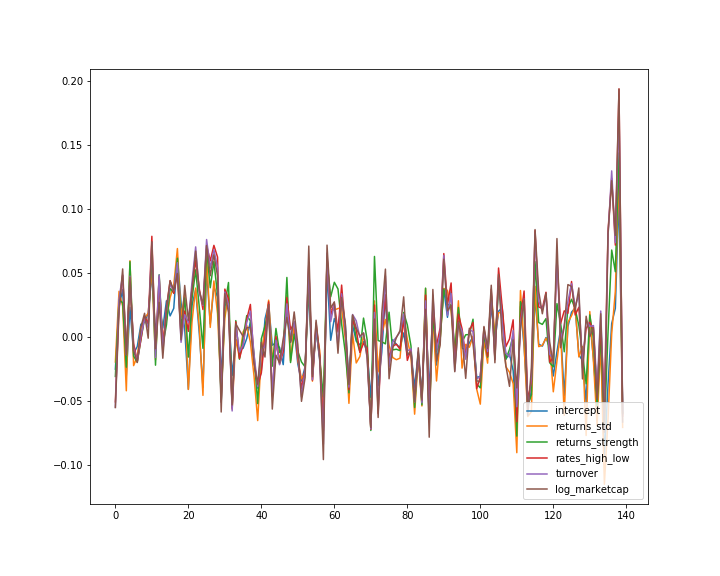 0.20
0.15
0.10
0.05
0.00
−0.05
−0.10
intercept
returns_std
returns_strength
rates_high_low
turnover
log_marketcap
0 20 40 60 80 100 120 140